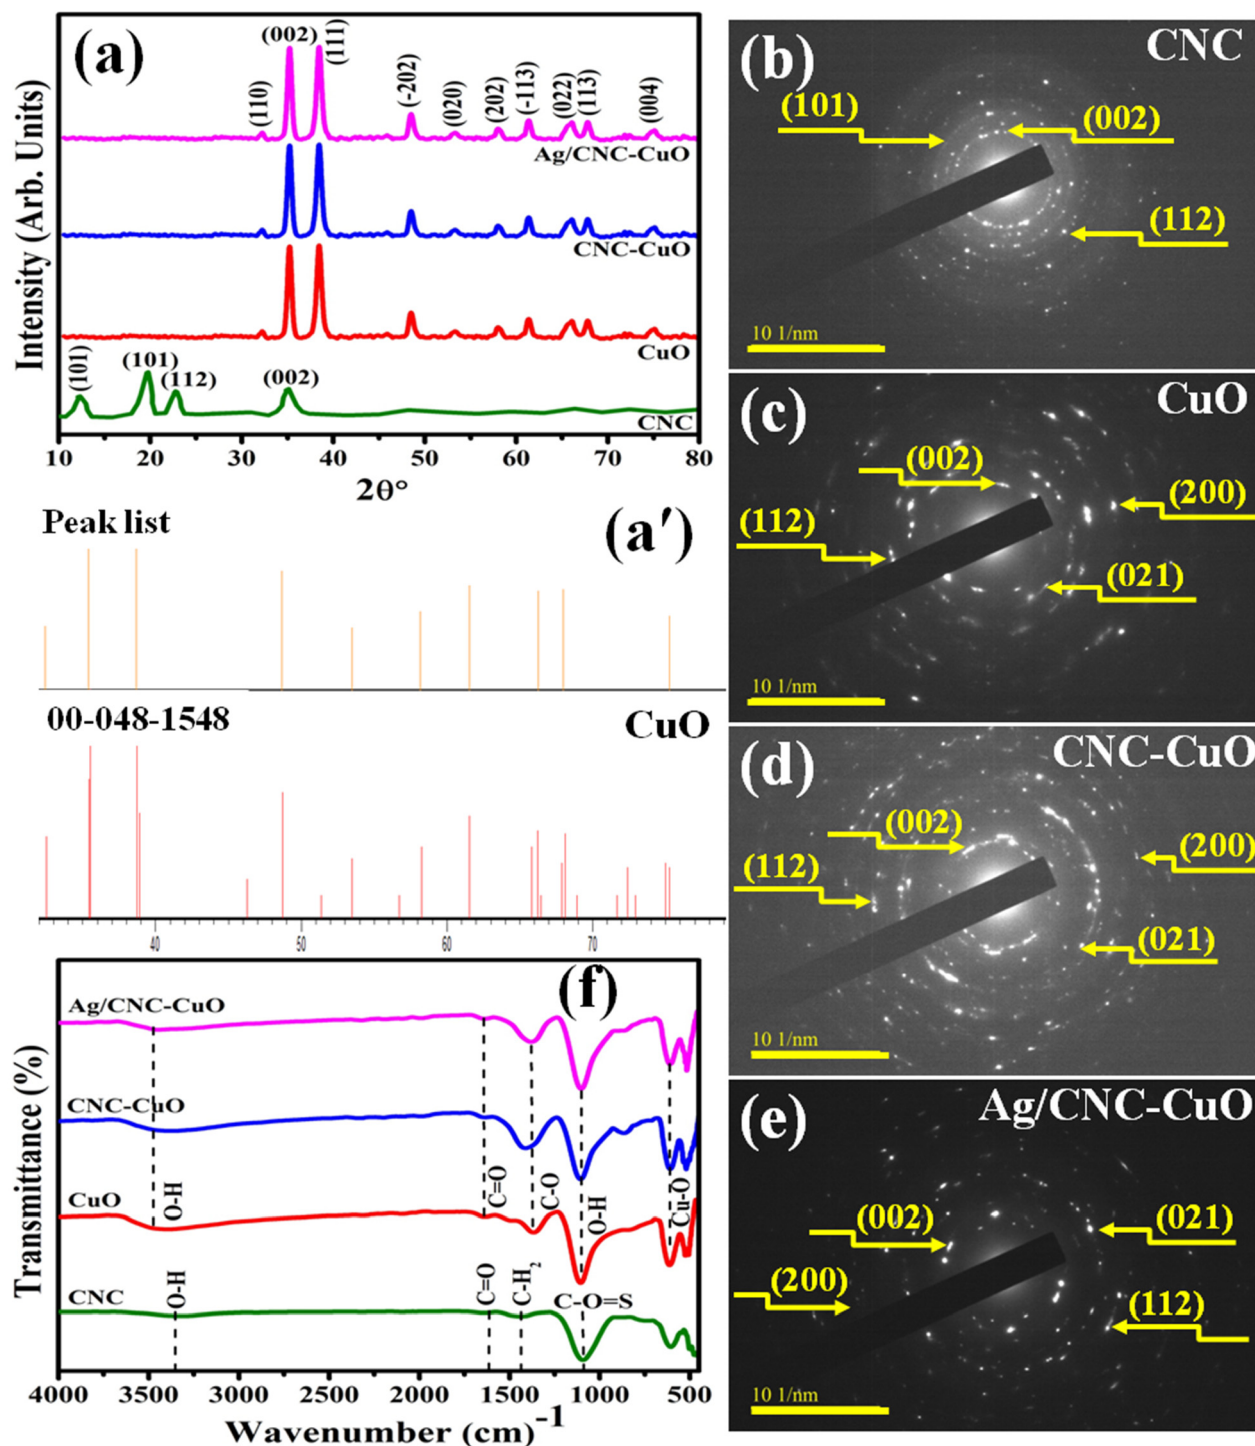 (a)
(110)
(002)
(111)
(-202)
(020)
(202)
(-113)
(022)
(113)
(004)
Ag/CNC-CuO
CNC-CuO
CuO
(101)
(101)
(112)
(002)
CNC
Intensity (Arb. Units)
10 20 30 40 50 60 70 80
2θ°
Peak list
(a′)
00-048-1548
CuO
40 50 60 70
(f)
Ag/CNC-CuO
CNC-CuO
CuO
CNC
O-H
C=O
C-O
O-H
Cu-O
O-H
C=O
C-H2
C-O=S
Transmittance (%)
4000 3500 3000 2500 2000 1500 1000 500
Wavenumber (cm)-1
(b)
CNC
(101)
(002)
(112)
10 1/nm
(c)
CuO
(002)
(200)
(112)
(021)
10 1/nm
(d)
CNC-CuO
(002)
(200)
(112)
(021)
10 1/nm
(e)
Ag/CNC-CuO
(002)
(021)
(200)
(112)
10 1/nm